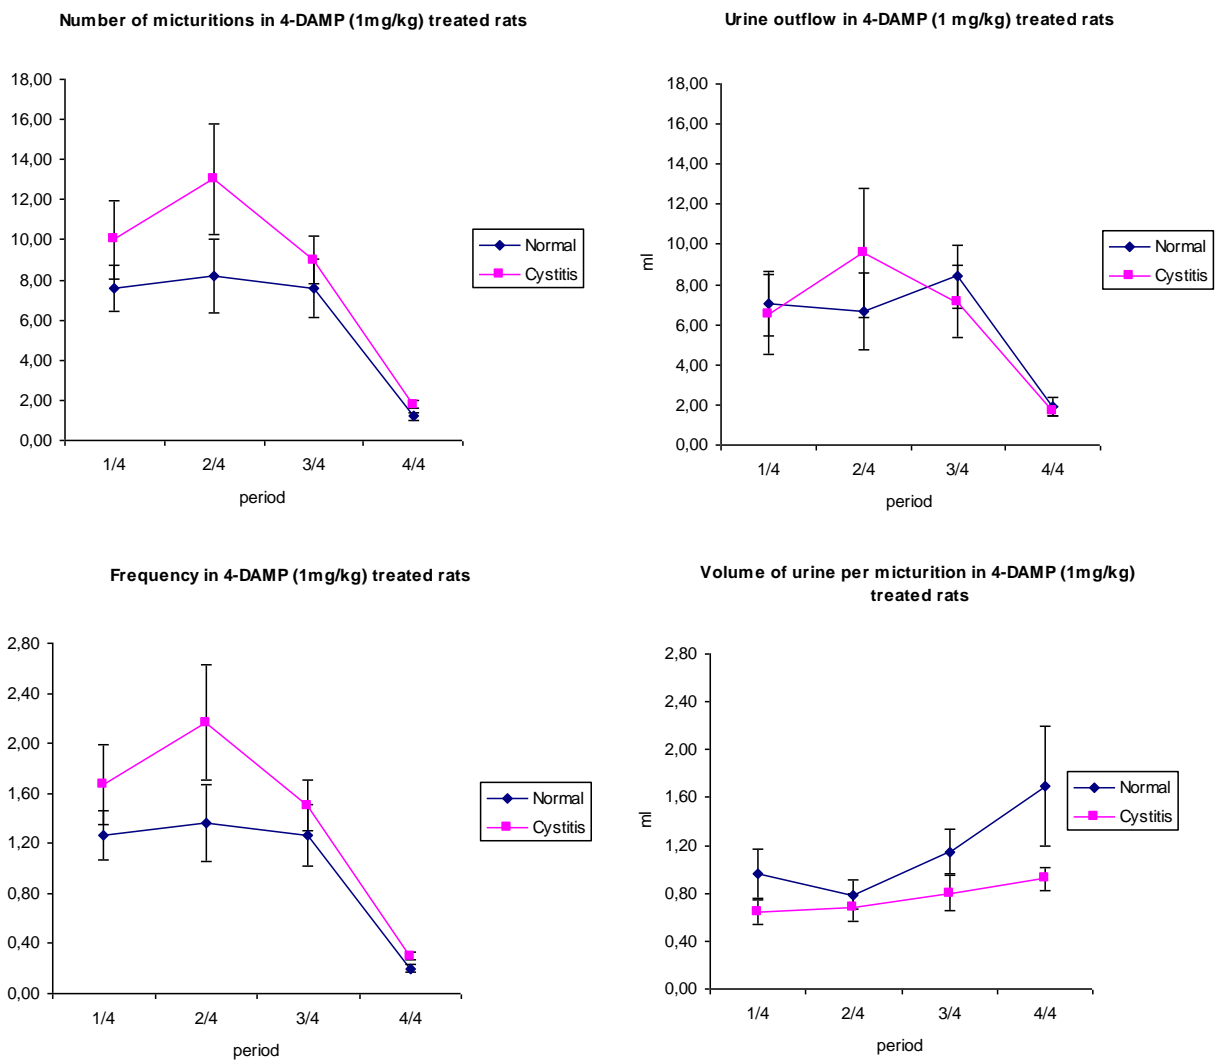 Number of micturitions in 4-DAMP (1mg/kg) treated rats
18,00
16,00
14,00
12,00
10,00
8,00
6,00
4,00
2,00
0,00
1/4 2/4 3/4 4/4
period
Normal
Cystitis
Urine outflow in 4-DAMP (1 mg/kg) treated rats
18,00
16,00
14,00
12,00
10,00
8,00
6,00
4,00
2,00
0,00
ml
1/4 2/4 3/4 4/4
period
Normal
Cystitis
Frequency in 4-DAMP (1mg/kg) treated rats
2,80
2,40
2,00
1,60
1,20
0,80
0,40
0,00
1/4 2/4 3/4 4/4
period
Normal
Cystitis
Volume of urine per micturition in 4-DAMP (1mg/kg)
treated rats
2,80
2,40
2,00
1,60
1,20
0,80
0,40
0,00
ml
1/4 2/4 3/4 4/4
period
Normal
Cystitis